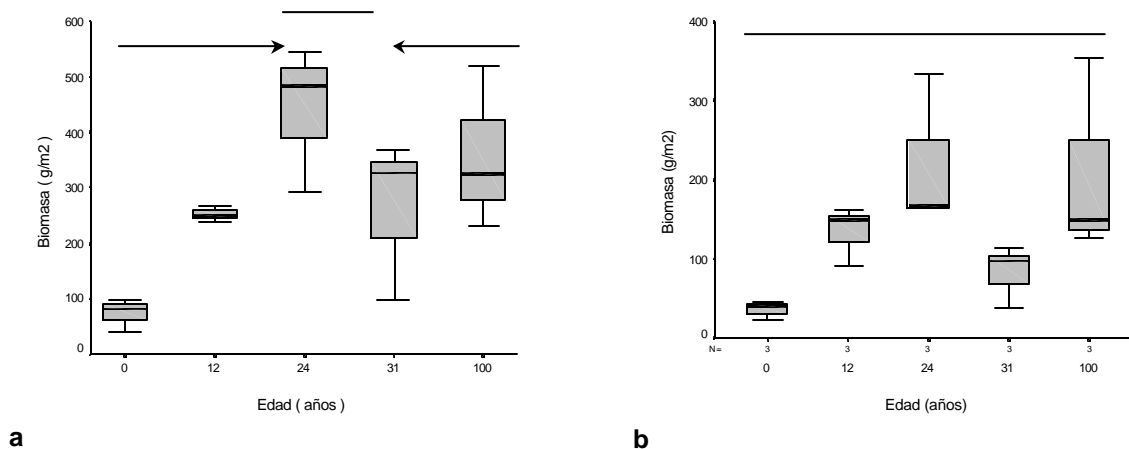 600
500
400
300
200
100
0
Biomasa ( g/m2 )
0 12 24 31 100
Edad ( años )
a
400
300
200
100
0
Biomasa (g/m2)
N= 3 3 3 3 3
0 12 24 31 100
Edad (años)
b